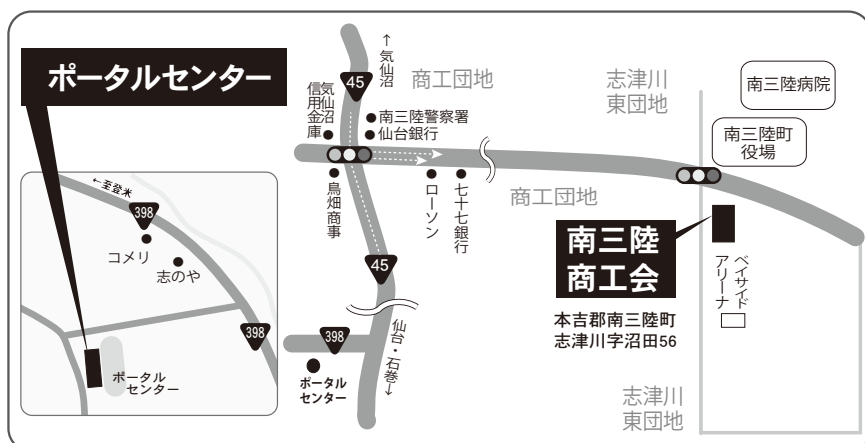 ポータルセンター
←至登米
398
コメリ
志のや
398
ポータル
センター
↑気仙沼
45
商工団地
気仙沼
信用金庫
南三陸警察署
仙台銀行
鳥畑商事
ローソン
七十七銀行
商工団地
45
仙台・石巻↓
398
ポータル
センター
志津川
東団地
南三陸病院
南三陸町
役場
南三陸
商工会
本吉郡南三陸町
志津川字沼田56
ベイサイド
アリーナ
志津川
東団地